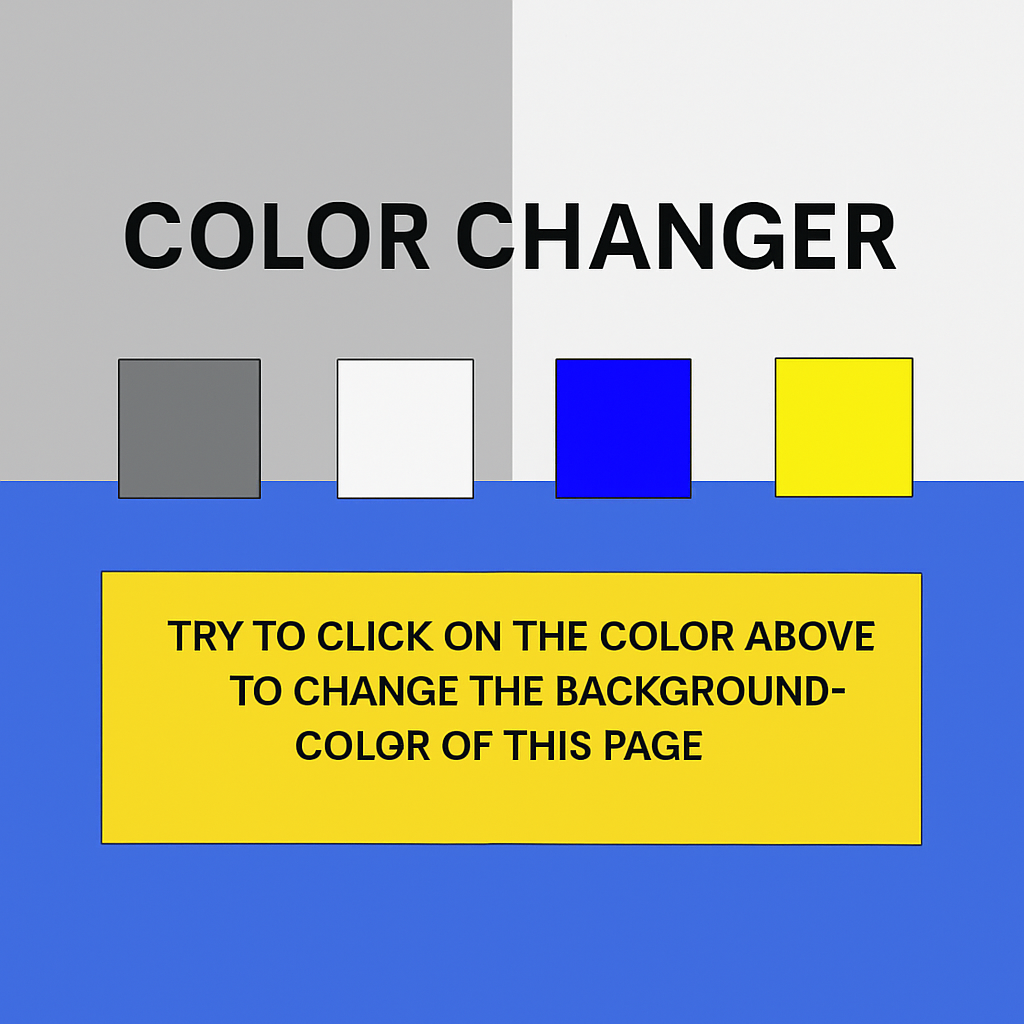 COLOR CHANGER
TRY TO CLICK ON THE COLOR ABOVE
TO CHANGE THE BACKGROUND-
COLOR OF THIS PAGE